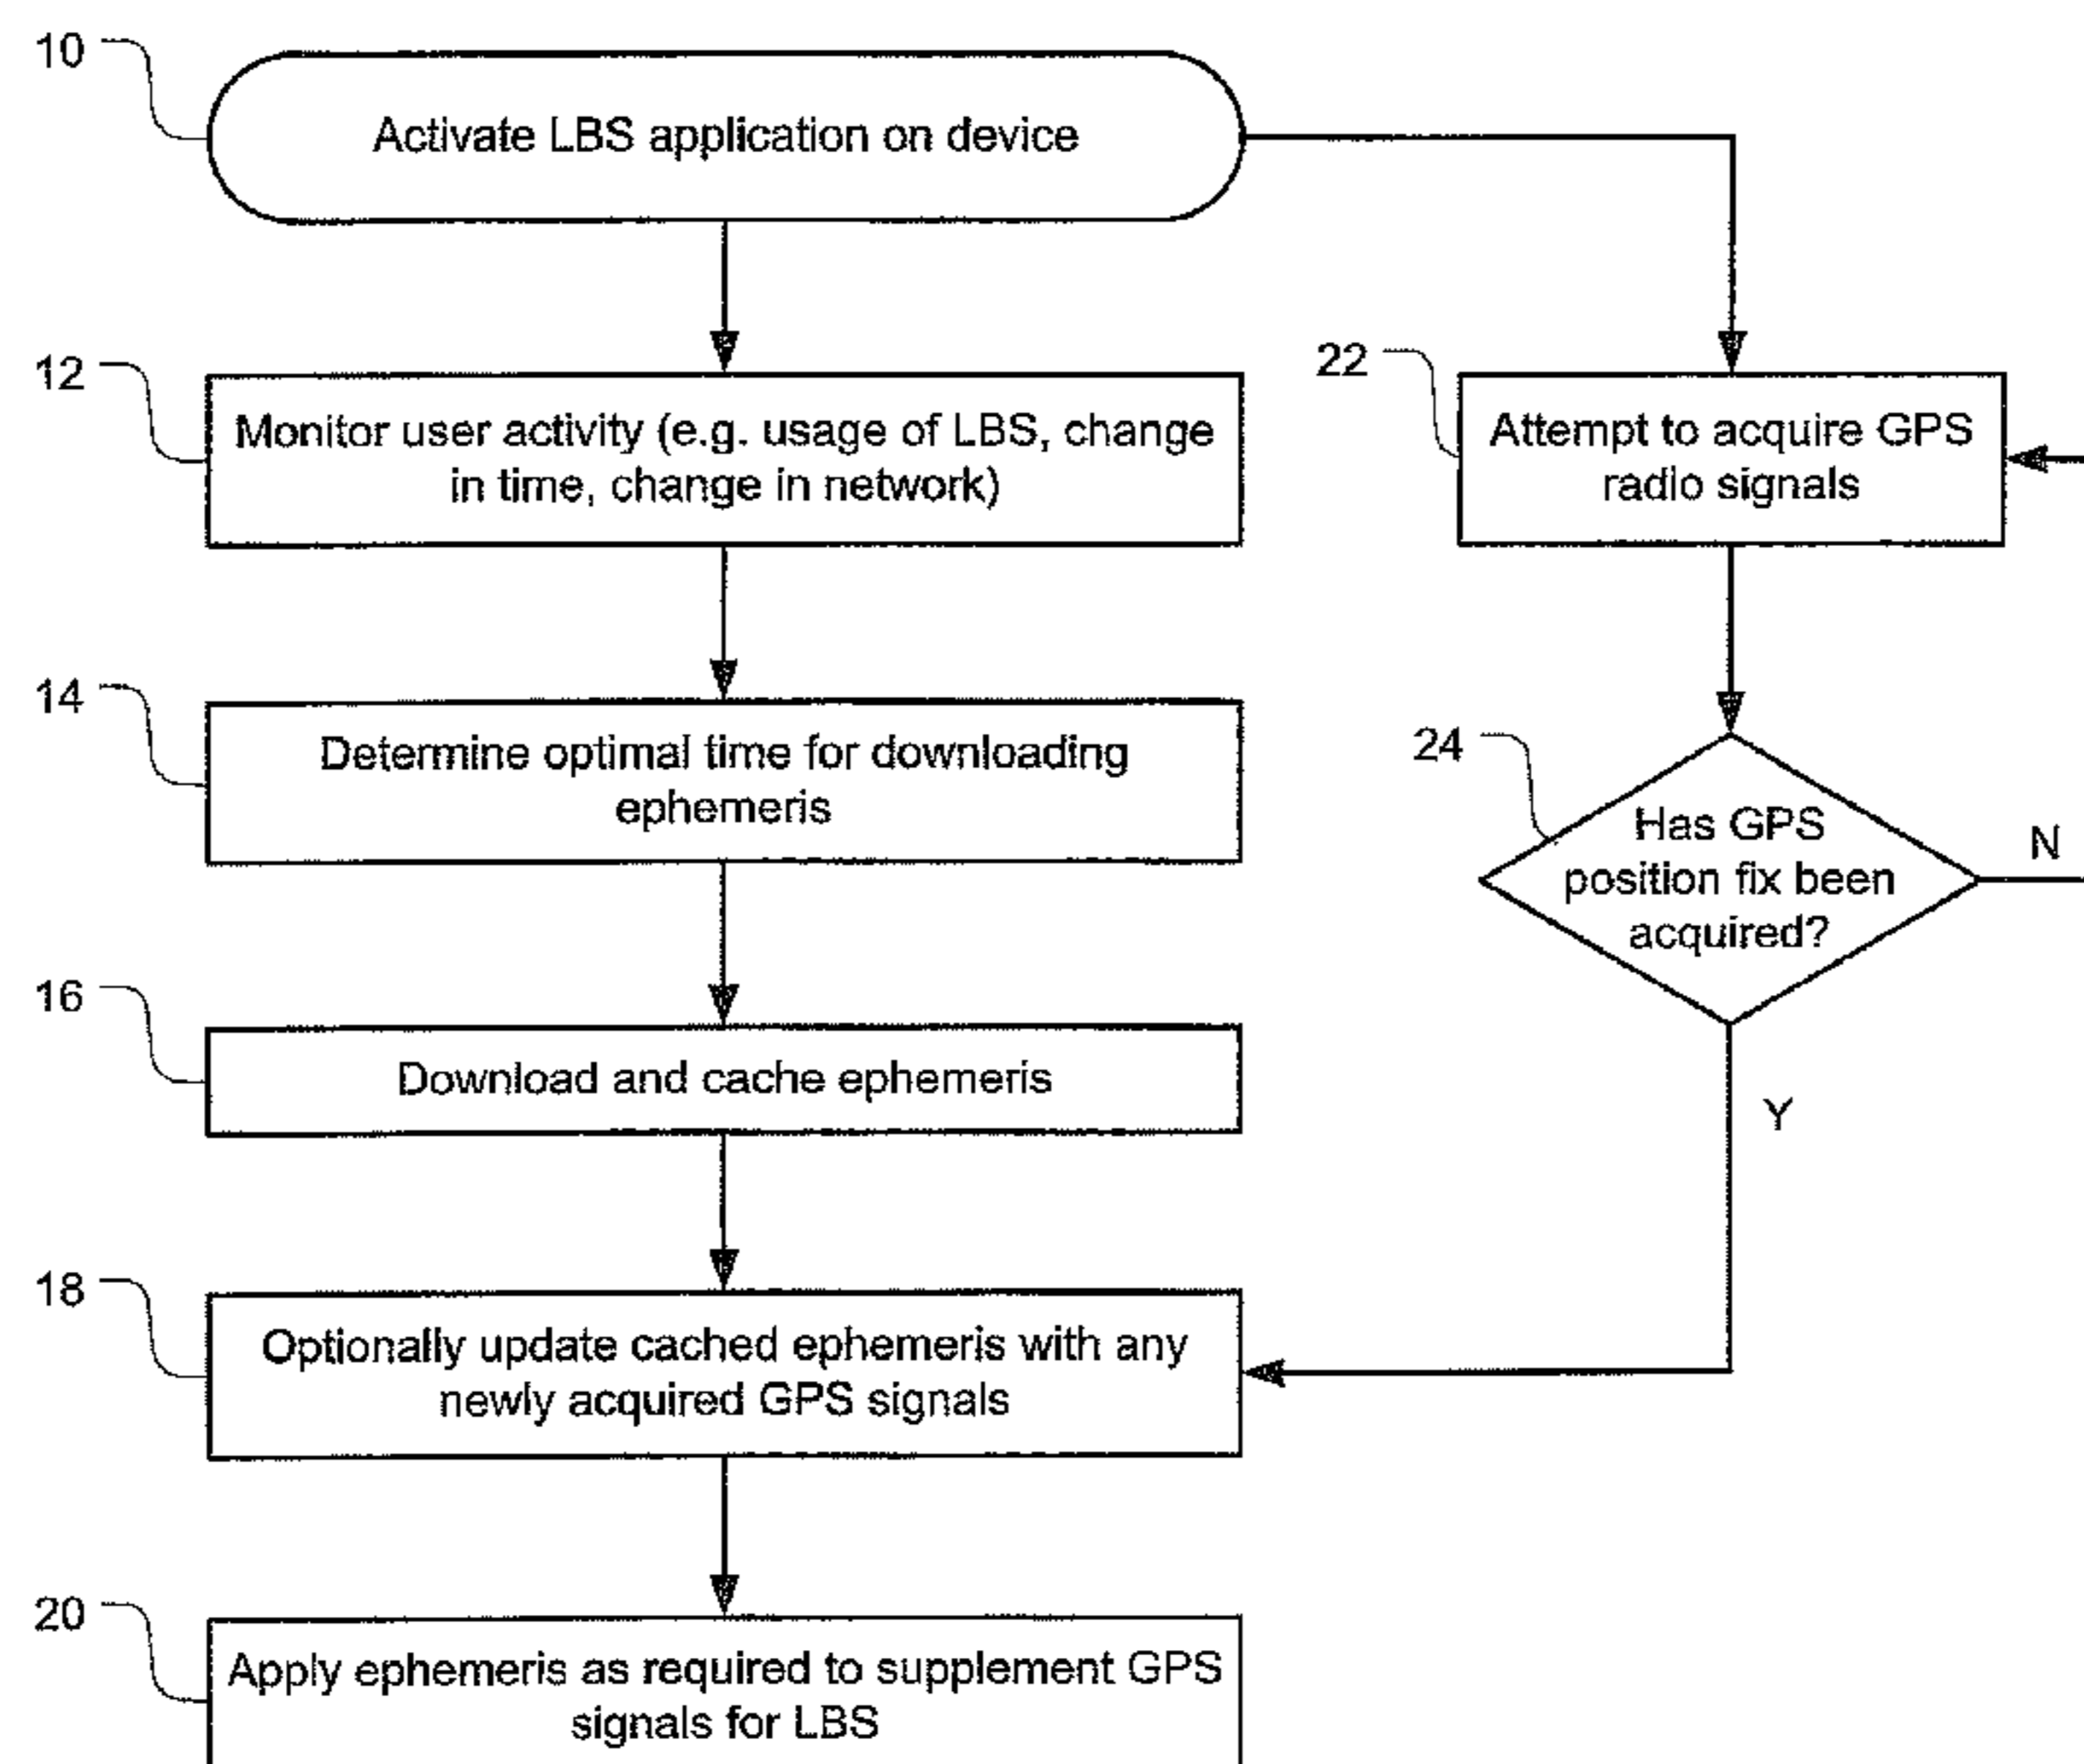 10
Activate LBS application on device
12
Monitor user activity (e.g. usage of LBS, change
in time, change in network)
22
Attempt to acquire GPS
radio signals
14
Determine optimal time for downloading
ephemeris
24
Has GPS
position fix been
acquired?
N
16
Download and cache ephemeris
Y
18
Optionally update cached ephemeris with any
newly acquired GPS signals
20
Apply ephemeris as required to supplement GPS
signals for LBS